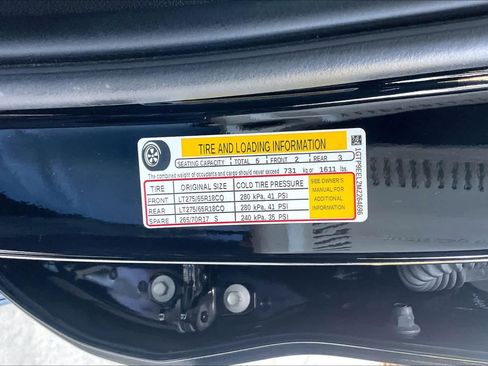 TIRE AND LOADING INFORMATION
SEATING CAPACITY TOTAL 5 FRONT 2 REAR 3
The combined weight of occupants and cargo should never exceed 731 kg or 1611 lbs.
TIRE ORIGINAL SIZE COLD TIRE PRESSURE
FRONT LT275/65R18CQ 280 kPa, 41 PSI
REAR LT275/65R18CQ 280 kPa, 41 PSI
SPARE 265/70R17 S 240 kPa, 35 PSI
SEE OWNER'S
MANUAL FOR
ADDITIONAL
INFORMATION
1GTP9EEL2MZ264696